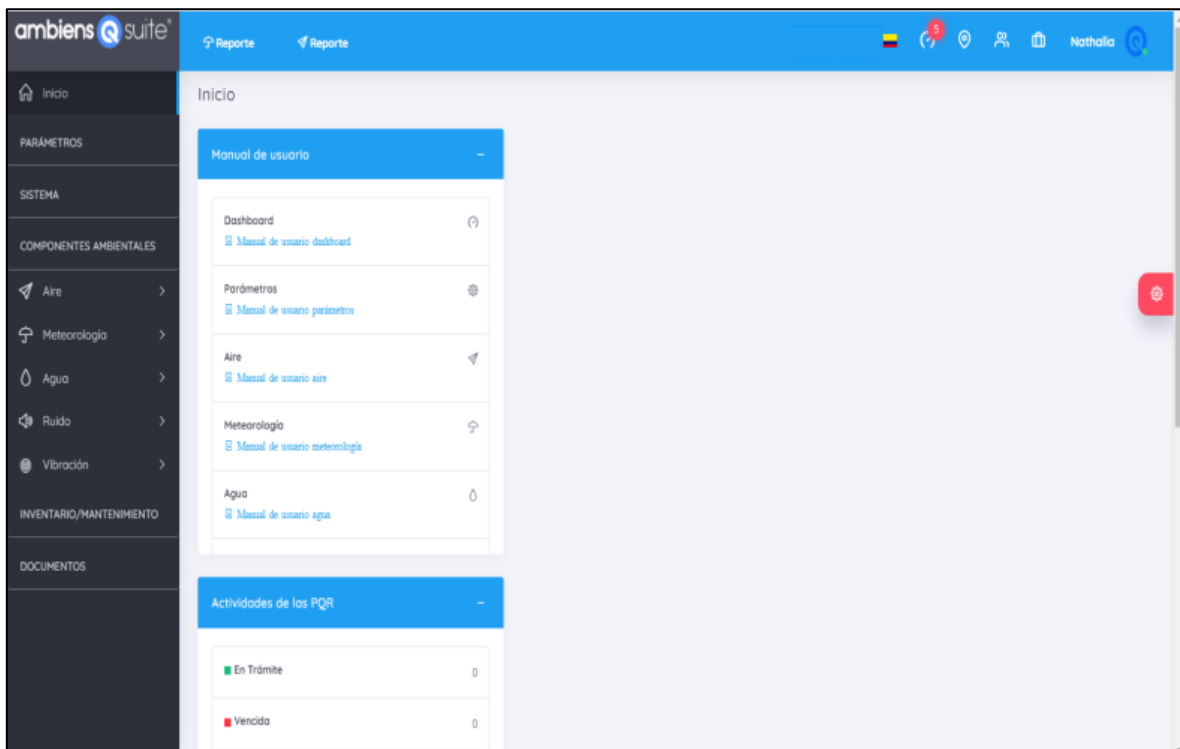 ambiens Q suite®
Reporte
Reporte
5
Nathalia
Inicio
PARÁMETROS
SISTEMA
COMPONENTES AMBIENTALES
Aire
Meteorología
Agua
Ruido
Vibración
INVENTARIO/MANTENIMIENTO
DOCUMENTOS
Inicio
Manual de usuario
Dashboard
Manual de usuario dashboard
Parámetros
Manual de usuario parámetros
Aire
Manual de usuario aire
Meteorología
Manual de usuario meteorología
Agua
Manual de usuario agua
Actividades de las PQR
En Trámite 0
Vencida 0